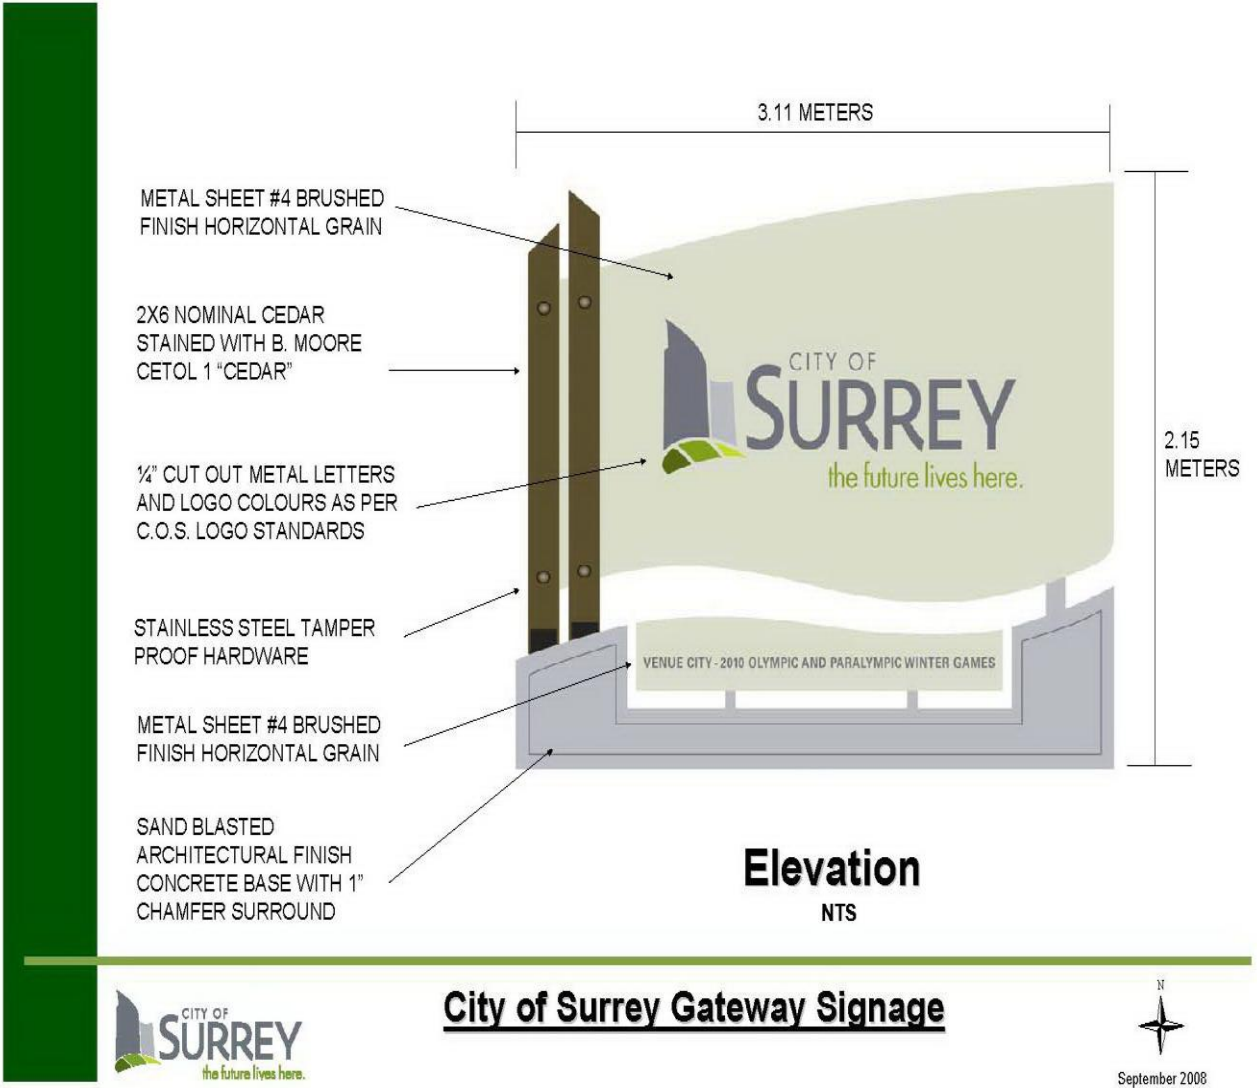 3.11 METERS
METAL SHEET #4 BRUSHED
FINISH HORIZONTAL GRAIN
2X6 NOMINAL CEDAR
STAINED WITH B. MOORE
CETOL 1 “CEDAR”
¼” CUT OUT METAL LETTERS
AND LOGO COLOURS AS PER
C.O.S. LOGO STANDARDS
STAINLESS STEEL TAMPER
PROOF HARDWARE
METAL SHEET #4 BRUSHED
FINISH HORIZONTAL GRAIN
SAND BLASTED
ARCHITECTURAL FINISH
CONCRETE BASE WITH 1”
CHAMFER SURROUND
CITY OF
SURREY
the future lives here.
VENUE CITY - 2010 OLYMPIC AND PARALYMPIC WINTER GAMES
2.15
METERS
Elevation
NTS
CITY OF
SURREY
the future lives here.
City of Surrey Gateway Signage
N
September 2008